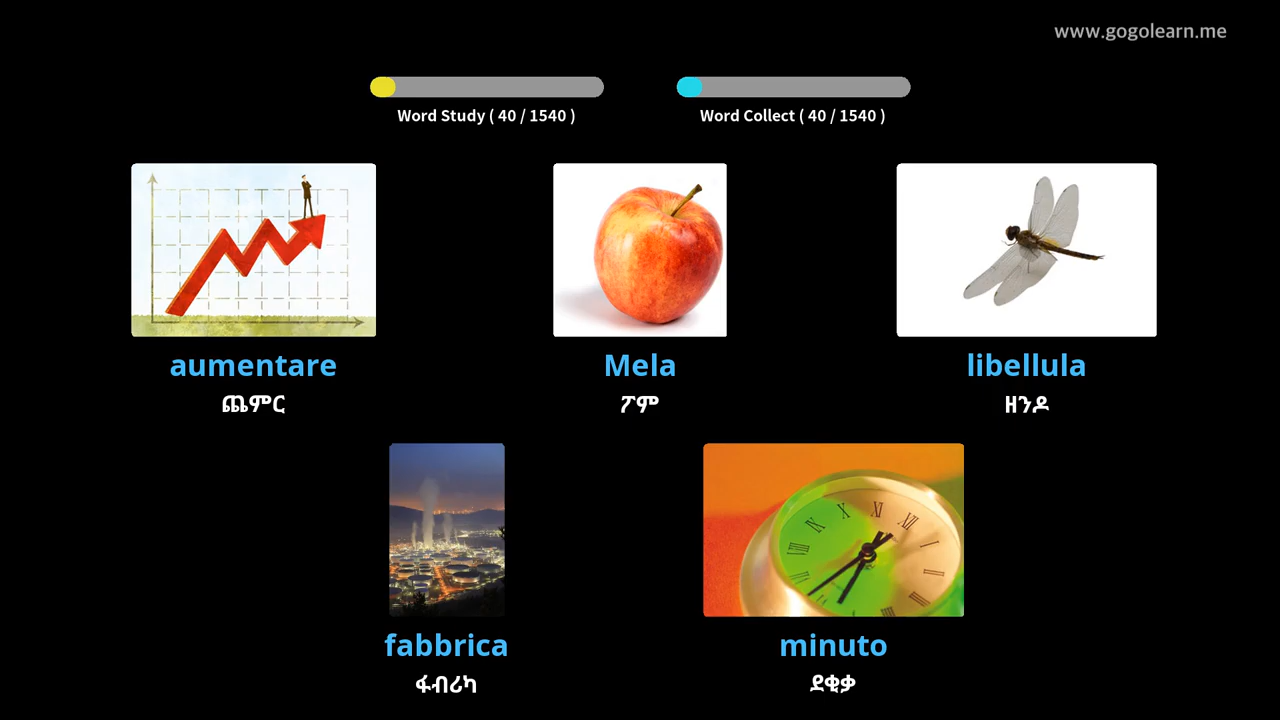 www.gogolearn.me
Word Study ( 40 / 1540 )
Word Collect ( 40 / 1540 )
aumentare
ጨምር
Mela
ፖም
libellula
ዘንዶ
fabbrica
ፋብሪካ
minuto
ደቂቃ